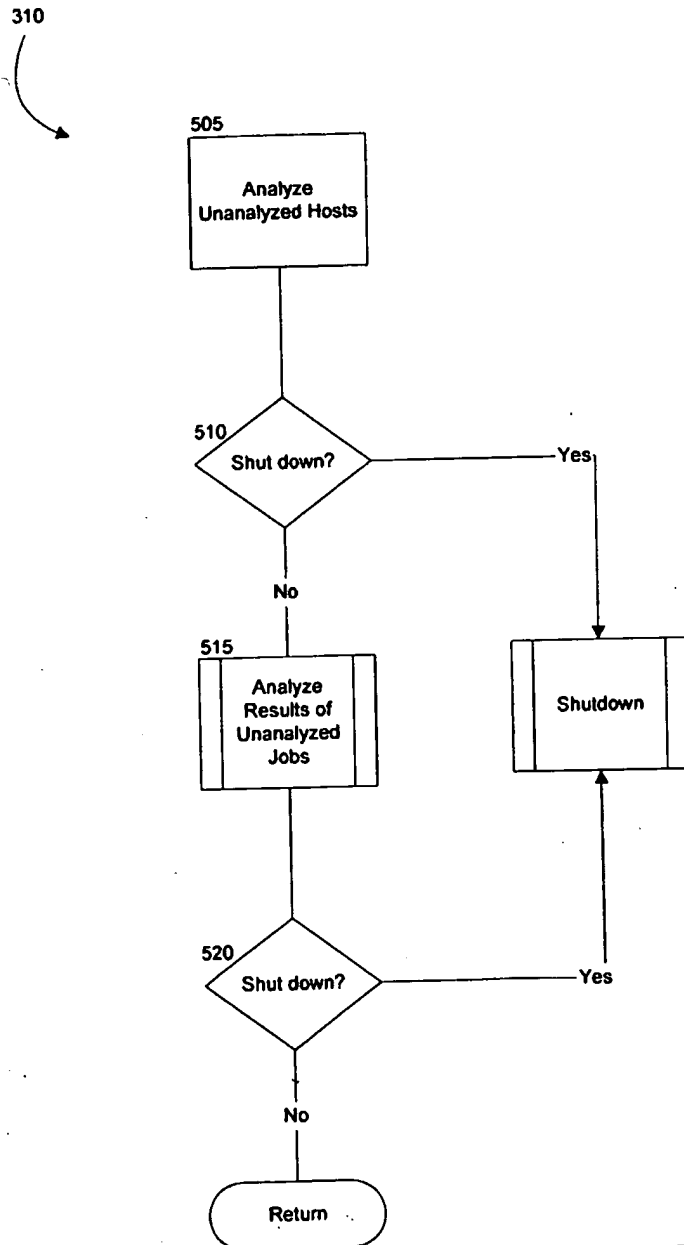 310
505
Analyze
Unanalyzed Hosts
510
Shut down?
Yes
No
515
Analyze
Results of
Unanalyzed
Jobs
Shutdown
520
Shut down?
Yes
No
Return